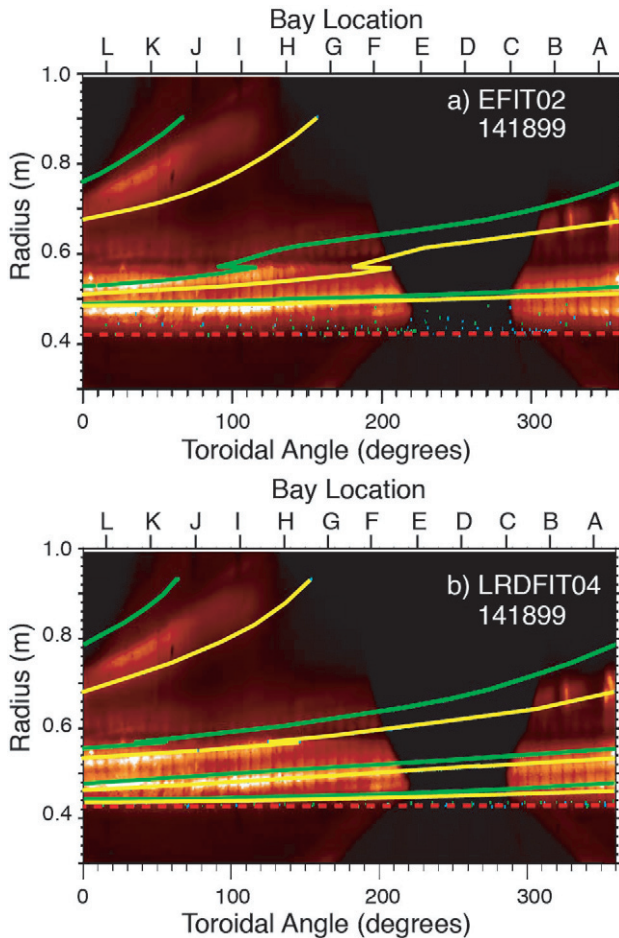 Bay Location
L K J I H G F E D C B A
1.0
a) EFIT02
141899
0.8
Radius (m)
0.6
0.4
0 100 200 300
Toroidal Angle (degrees)
Bay Location
L K J I H G F E D C B A
1.0
b) LRDFIT04
141899
0.8
Radius (m)
0.6
0.4
0 100 200 300
Toroidal Angle (degrees)